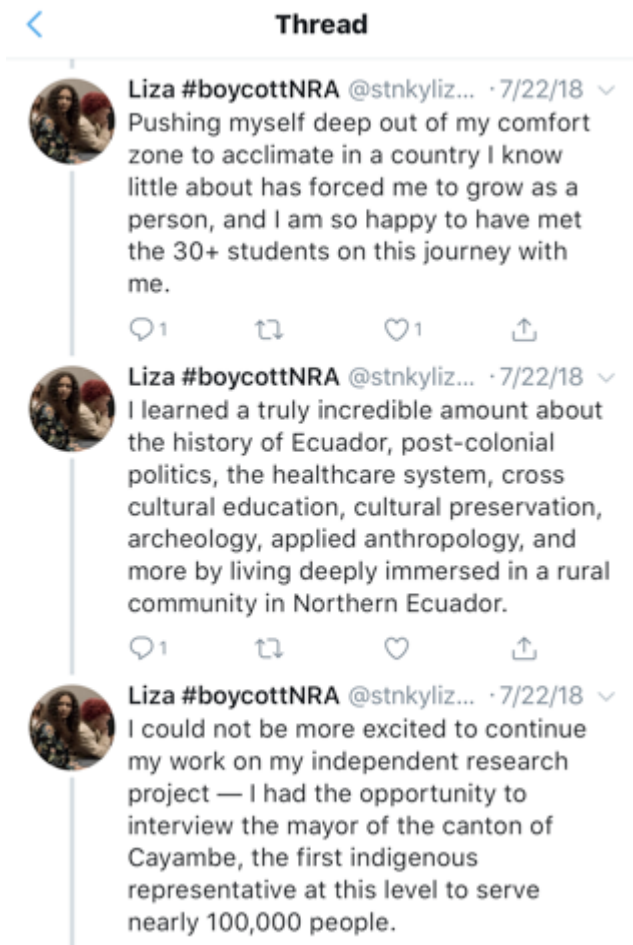 Thread
Liza #boycottNRA @stnkyliz... · 7/22/18
Pushing myself deep out of my comfort
zone to acclimate in a country I know
little about has forced me to grow as a
person, and I am so happy to have met
the 30+ students on this journey with
me.
1 1
Liza #boycottNRA @stnkyliz... · 7/22/18
I learned a truly incredible amount about
the history of Ecuador, post-colonial
politics, the healthcare system, cross
cultural education, cultural preservation,
archeology, applied anthropology, and
more by living deeply immersed in a rural
community in Northern Ecuador.
1
Liza #boycottNRA @stnkyliz... · 7/22/18
I could not be more excited to continue
my work on my independent research
project — I had the opportunity to
interview the mayor of the canton of
Cayambe, the first indigenous
representative at this level to serve
nearly 100,000 people.